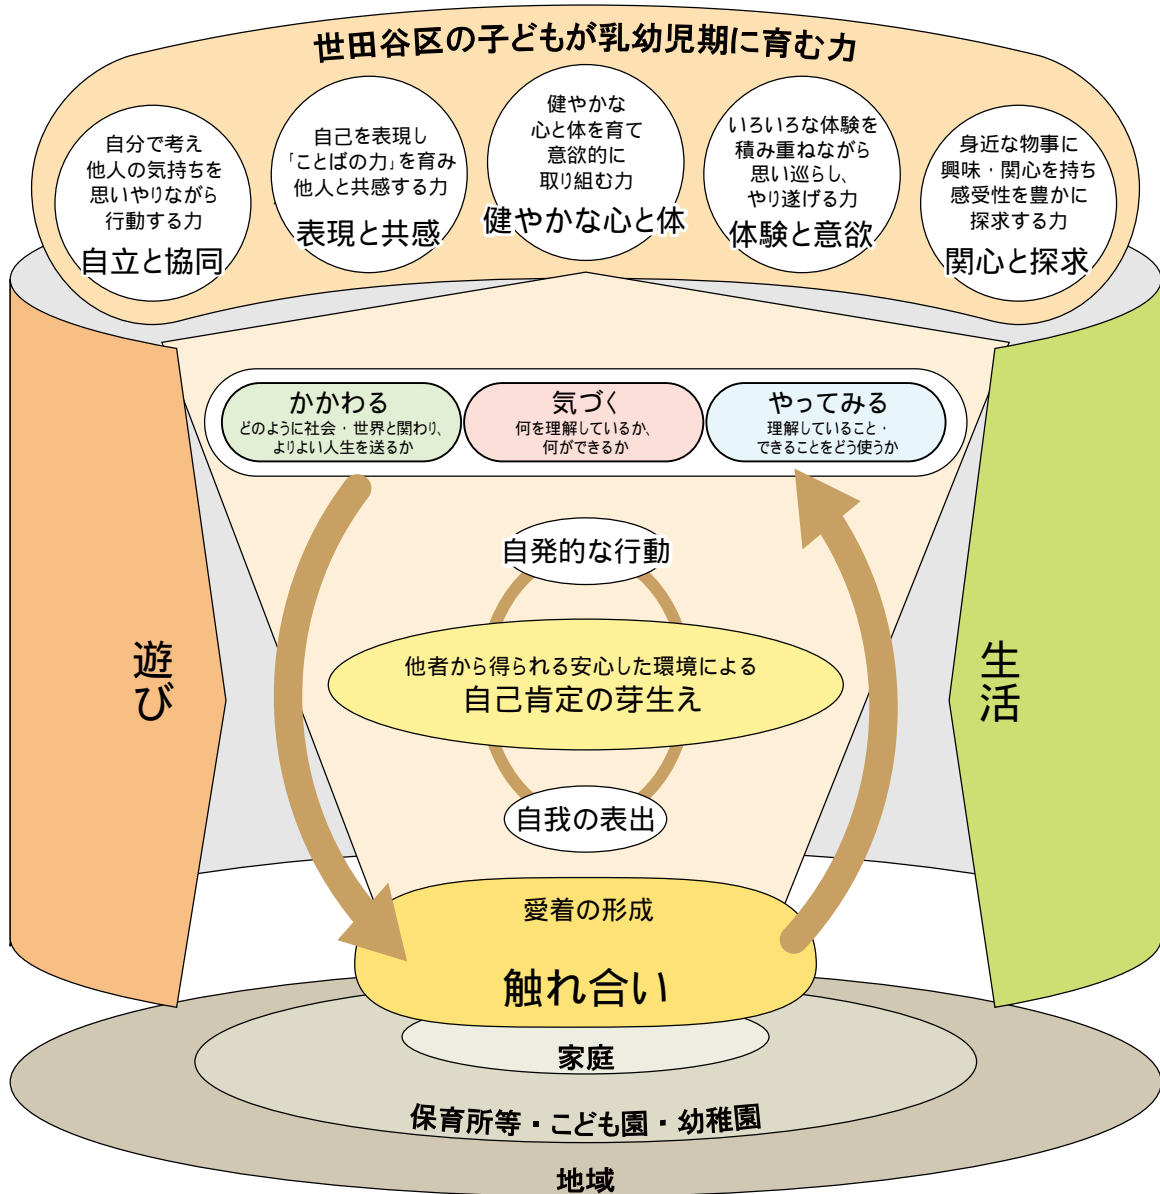 世田谷区の子どもが乳幼児期に育む力
自分で考え
他人の気持ちを
思いやりながら
行動する力
自立と協同
自己を表現し
「ことばの力」を育み
他人と共感する力
表現と共感
健やかな
心と体を育て
意欲的に
取り組む力
健やかな心と体
いろいろな体験を
積み重ねながら
思い巡らし、
やり遂げる力
体験と意欲
身近な物事に
興味・関心を持ち
感受性を豊かに
探求する力
関心と探求
かかわる
どのように社会・世界と関わり、
よりよい人生を送るか
気づく
何を理解しているか、
何ができるか
やってみる
理解していること・
できることをどう使うか
自発的な行動
遊び
他者から得られる安心した環境による
自己肯定の芽生え
生活
自我の表出
愛着の形成
触れ合い
家庭
保育所等・こども園・幼稚園
地域